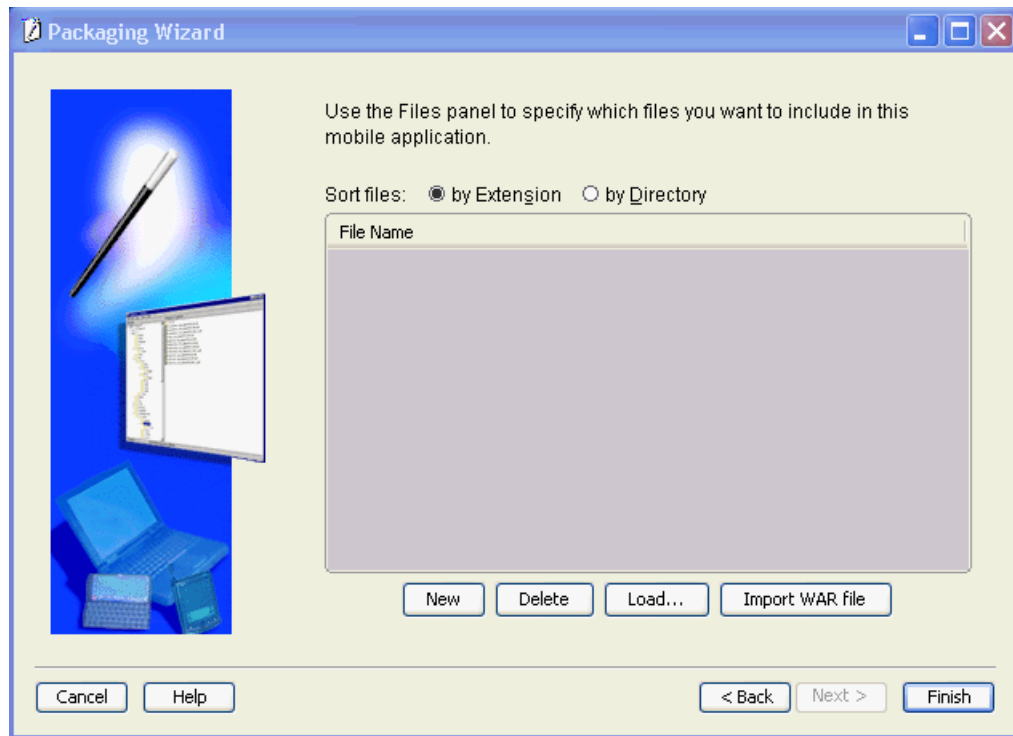 Packaging Wizard
Use the Files panel to specify which files you want to include in this
mobile application.
Sort files: by Extension by Directory
File Name
New Delete Load... Import WAR file
Cancel Help < Back Next > Finish